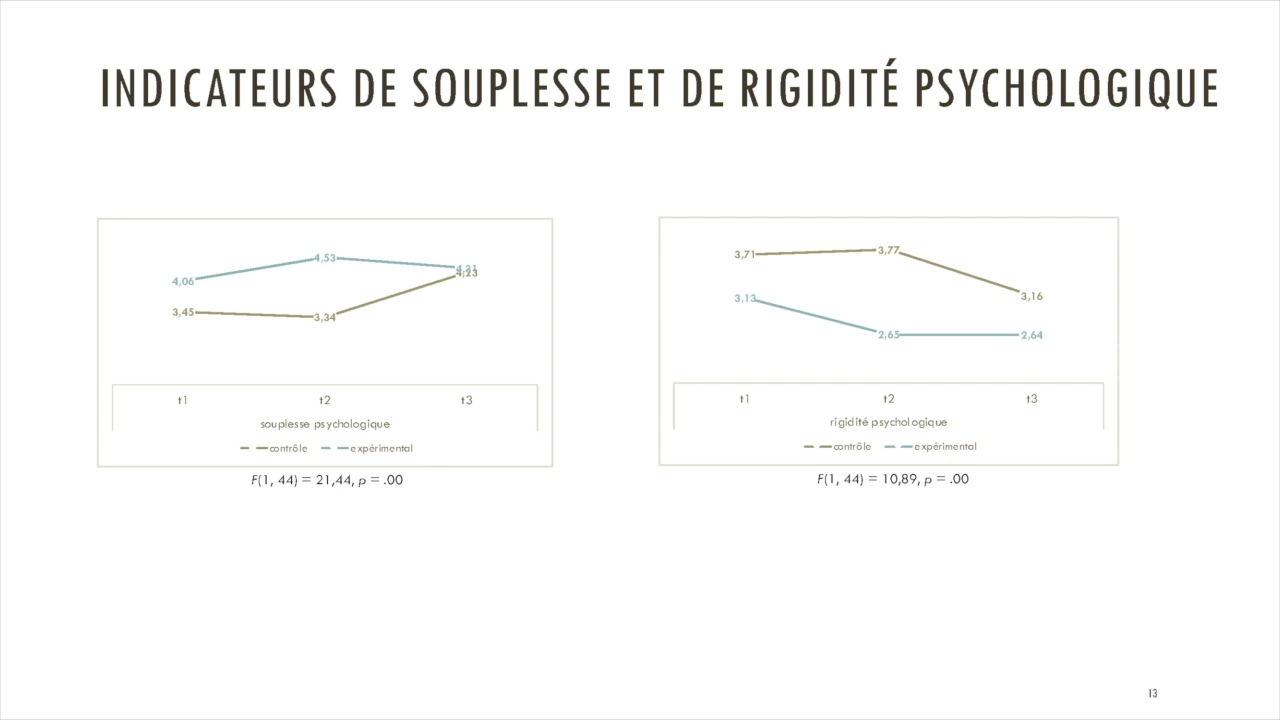 INDICATEURS DE SOUPLESSE ET DE RIGIDITÉ PSYCHOLOGIQUE
4,06
4,53
4,23
3,45
3,34
t1 t2 t3
souplesse psychologique
contrôle expérimental
F(1, 44) = 21,44, p = .00
3,71
3,77
3,16
3,13
2,65
2,64
t1 t2 t3
rigidité psychologique
contrôle expérimental
F(1, 44) = 10,89, p = .00
13